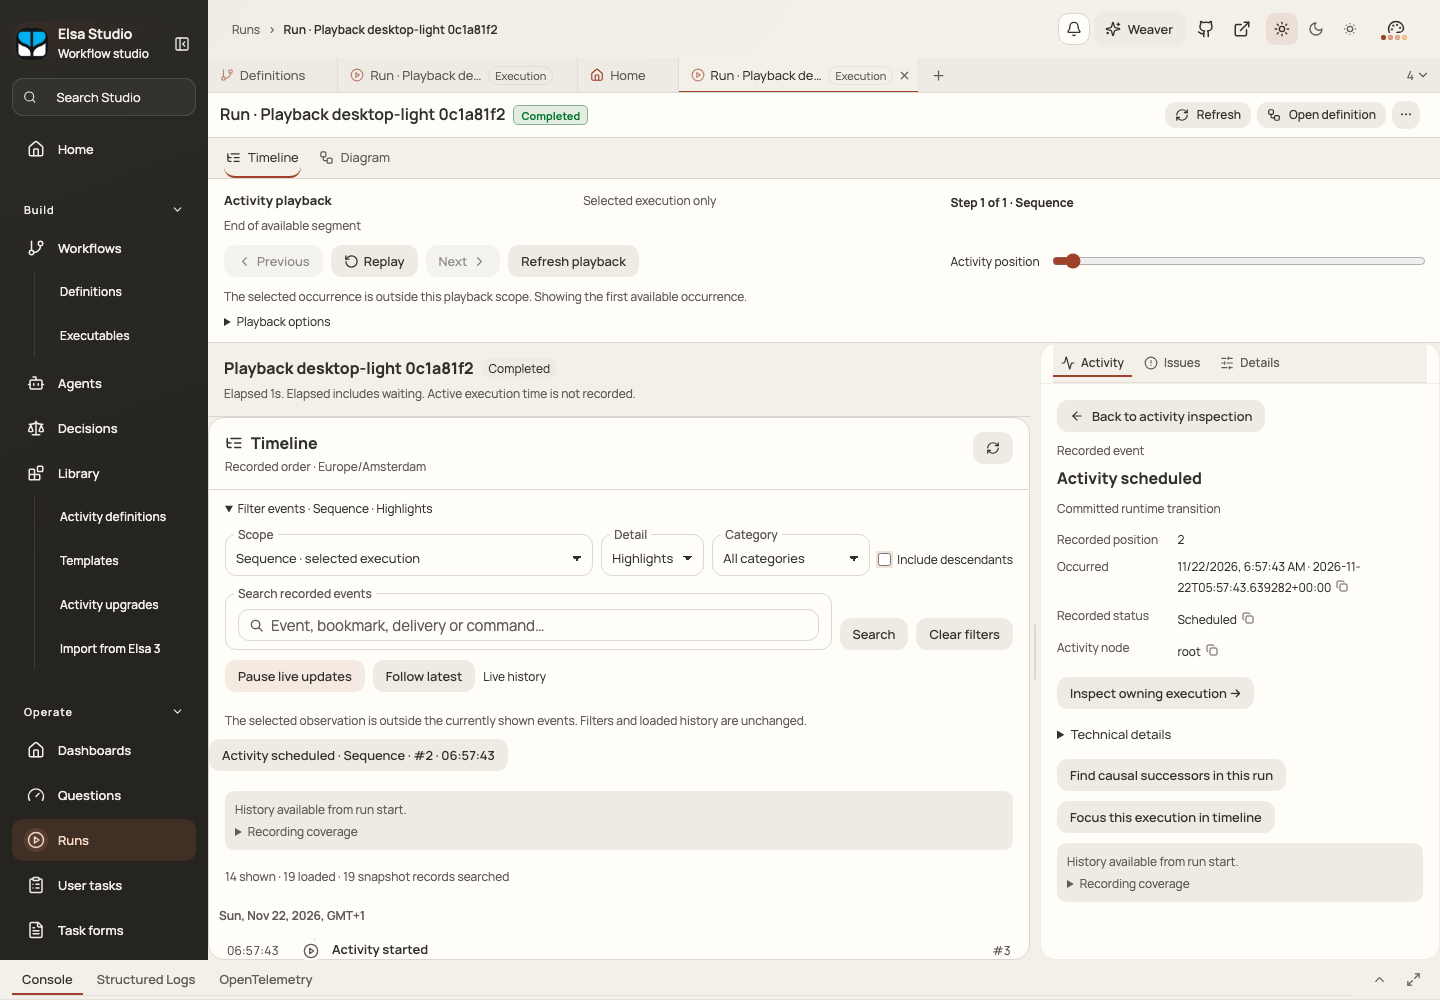 Elsa Studio
Workflow studio
Search Studio
Home
Build
Workflows
Definitions
Executables
Agents
Decisions
Library
Activity definitions
Templates
Activity upgrades
Import from Elsa 3
Operate
Dashboards
Questions
Runs
User tasks
Task forms
Runs › Run · Playback desktop-light 0c1a81f2
Weaver
Definitions
Run · Playback de... Execution
Home
Run · Playback de... Execution
4
Run · Playback desktop-light 0c1a81f2 Completed
Refresh
Open definition
Timeline
Diagram
Activity playback
Selected execution only
Step 1 of 1 · Sequence
End of available segment
Previous
Replay
Next
Refresh playback
Activity position
The selected occurrence is outside this playback scope. Showing the first available occurrence.
Playback options
Playback desktop-light 0c1a81f2 Completed
Elapsed 1s. Elapsed includes waiting. Active execution time is not recorded.
Timeline
Recorded order · Europe/Amsterdam
Filter events · Sequence · Highlights
Scope
Sequence · selected execution
Detail
Highlights
Category
All categories
Include descendants
Search recorded events
Event, bookmark, delivery or command...
Search
Clear filters
Pause live updates
Follow latest
Live history
The selected observation is outside the currently shown events. Filters and loaded history are unchanged.
Activity scheduled · Sequence · #2 · 06:57:43
History available from run start.
Recording coverage
14 shown · 19 loaded · 19 snapshot records searched
Sun, Nov 22, 2026, GMT+1
06:57:43 Activity started #3
Activity
Issues
Details
Back to activity inspection
Recorded event
Activity scheduled
Committed runtime transition
Recorded position 2
Occurred 11/22/2026, 6:57:43 AM · 2026-11-
22T05:57:43.639282+00:00
Recorded status Scheduled
Activity node root
Inspect owning execution →
Technical details
Find causal successors in this run
Focus this execution in timeline
History available from run start.
Recording coverage
Console
Structured Logs
OpenTelemetry